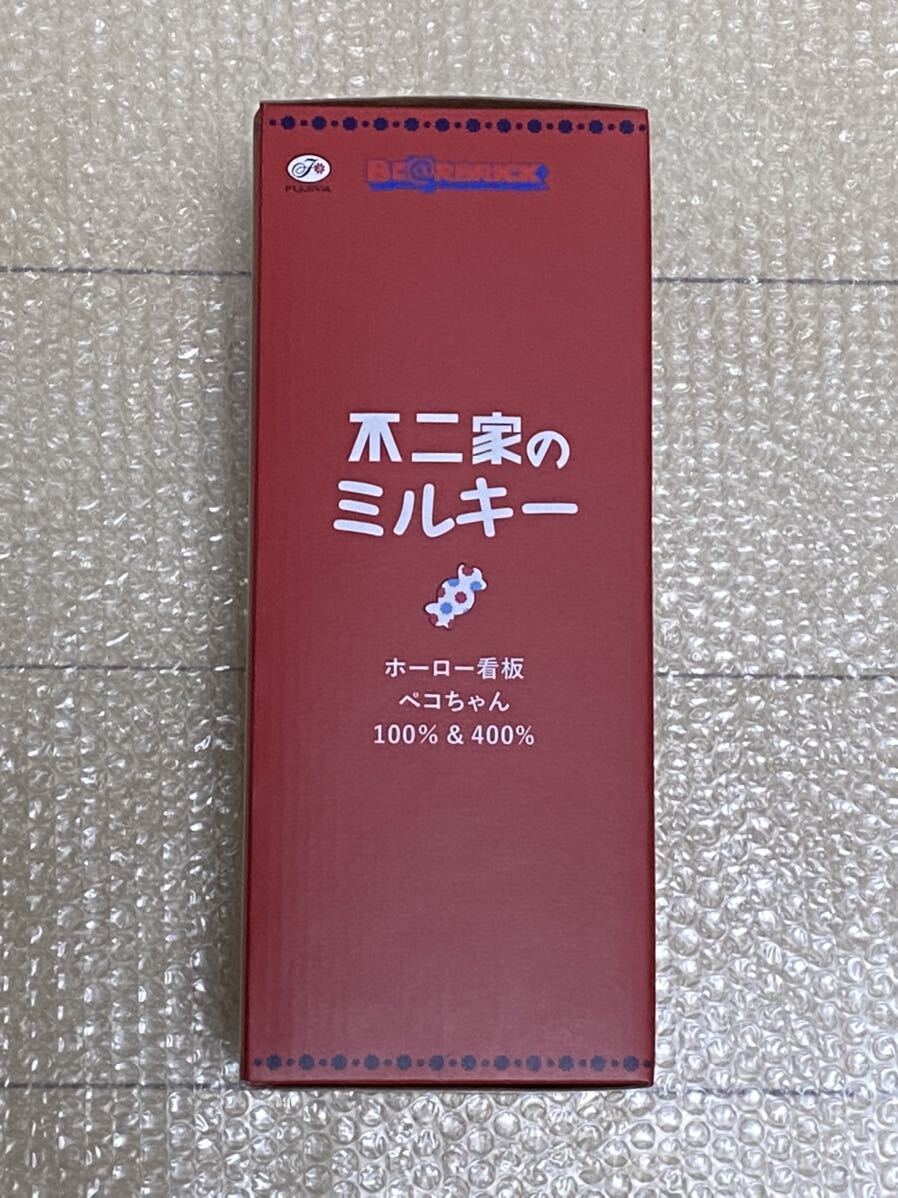 FUJIYA
BE@RBRICK
不二家の
ミルキー
ホーロー看板
ペコちゃん
100% & 400%